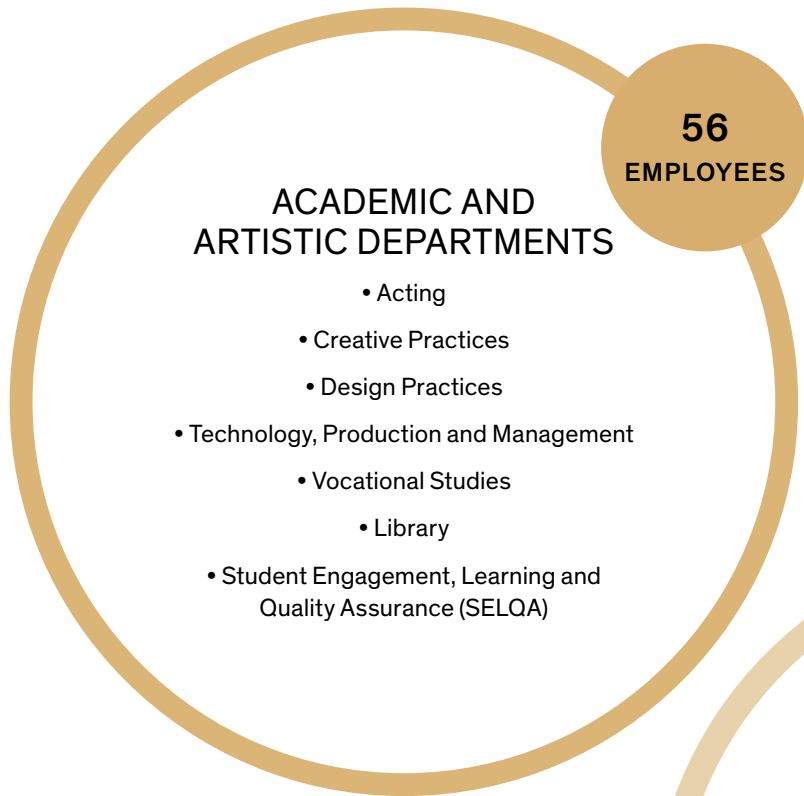 56
EMPLOYEES
ACADEMIC AND
ARTISTIC DEPARTMENTS
• Acting
• Creative Practices
• Design Practices
• Technology, Production and Management
• Vocational Studies
• Library
• Student Engagement, Learning and
Quality Assurance (SELQA)